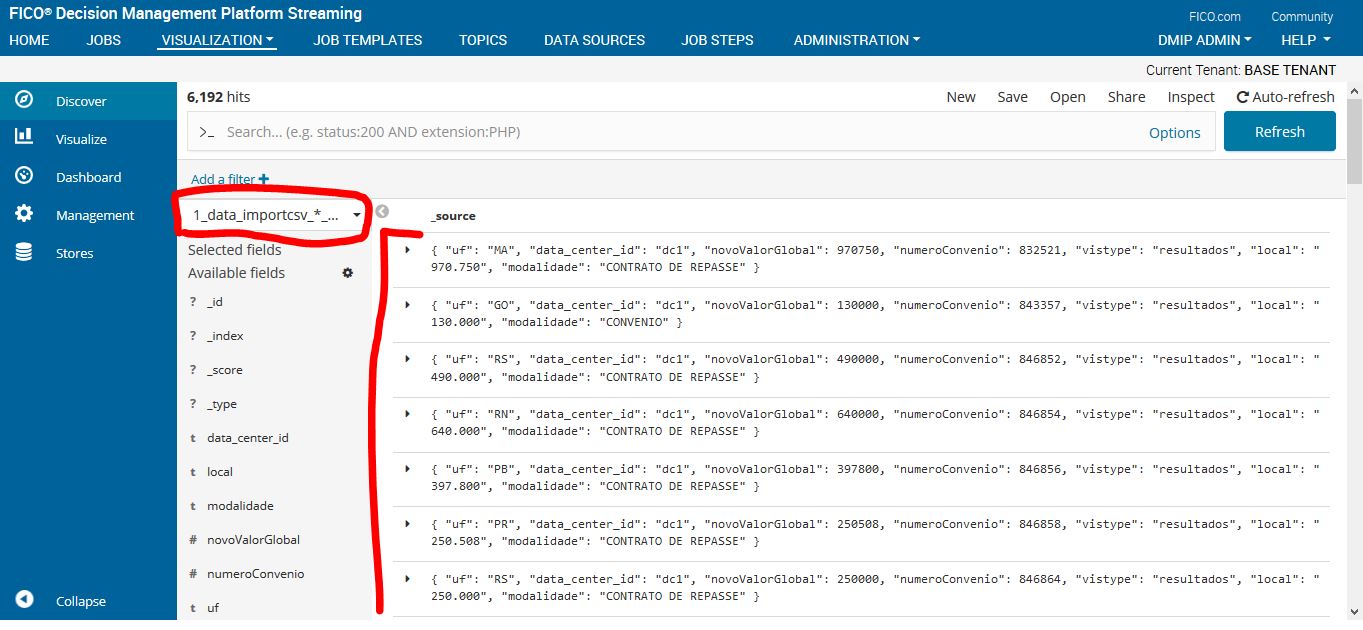 FICO® Decision Management Platform Streaming
FICO.com Community
HOME JOBS VISUALIZATION JOB TEMPLATES TOPICS DATA SOURCES JOB STEPS ADMINISTRATION DMIP ADMIN HELP
Current Tenant: BASE TENANT
Discover
Visualize
Dashboard
Management
Stores
Collapse
6,192 hits
New Save Open Share Inspect Auto-refresh
>_ Search... (e.g. status:200 AND extension:PHP) Options Refresh
Add a filter +
1_data_importcsv_*_...
Selected fields
Available fields
? _id
? _index
? _score
? _type
t data_center_id
t local
t modalidade
# novoValorGlobal
# numeroConvenio
t uf
_source
{ "uf": "MA", "data_center_id": "dc1", "novoValorGlobal": 970750, "numeroConvenio": 832521, "vistype": "resultados", "local": "
970.750", "modalidade": "CONTRATO DE REPASSE" }
{ "uf": "GO", "data_center_id": "dc1", "novoValorGlobal": 130000, "numeroConvenio": 843357, "vistype": "resultados", "local": "
130.000", "modalidade": "CONVENIO" }
{ "uf": "RS", "data_center_id": "dc1", "novoValorGlobal": 490000, "numeroConvenio": 846852, "vistype": "resultados", "local": "
490.000", "modalidade": "CONTRATO DE REPASSE" }
{ "uf": "RN", "data_center_id": "dc1", "novoValorGlobal": 640000, "numeroConvenio": 846854, "vistype": "resultados", "local": "
640.000", "modalidade": "CONTRATO DE REPASSE" }
{ "uf": "PB", "data_center_id": "dc1", "novoValorGlobal": 397800, "numeroConvenio": 846856, "vistype": "resultados", "local": "
397.800", "modalidade": "CONTRATO DE REPASSE" }
{ "uf": "PR", "data_center_id": "dc1", "novoValorGlobal": 250508, "numeroConvenio": 846858, "vistype": "resultados", "local": "
250.508", "modalidade": "CONTRATO DE REPASSE" }
{ "uf": "RS", "data_center_id": "dc1", "novoValorGlobal": 250000, "numeroConvenio": 846864, "vistype": "resultados", "local": "
250.000", "modalidade": "CONTRATO DE REPASSE" }